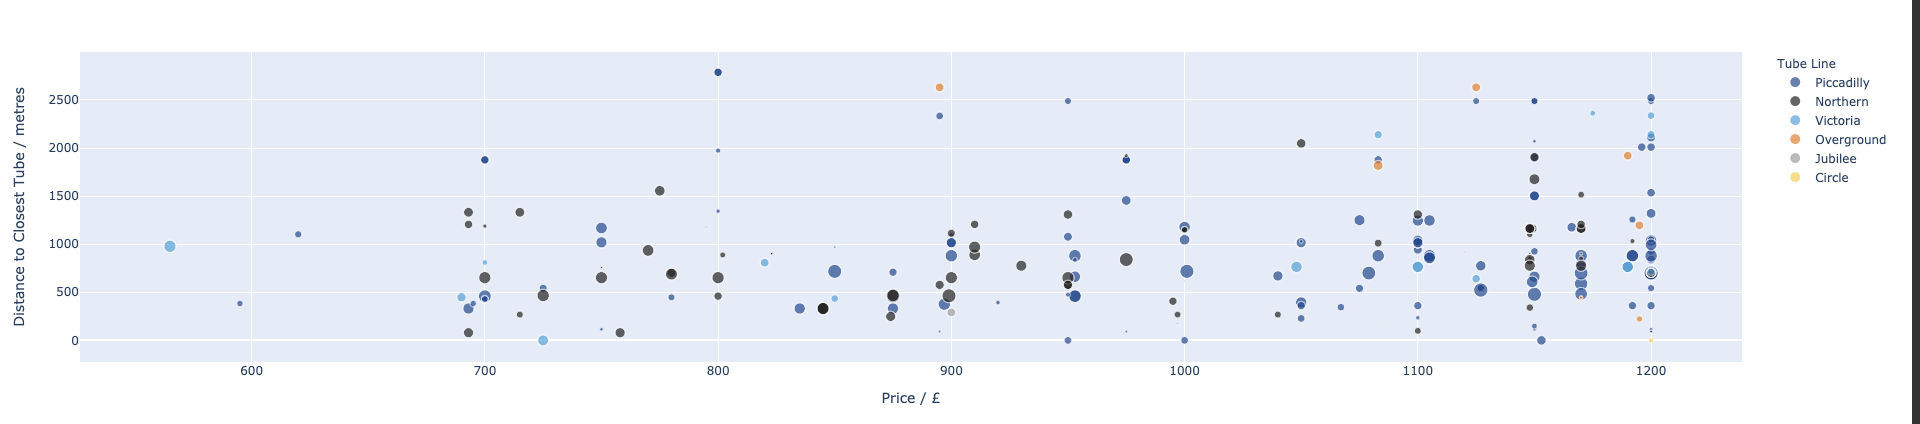 Tube Line
Piccadilly
Northern
Victoria
Overground
Jubilee
Circle
Distance to Closest Tube / metres
2500
2000
1500
1000
500
0
600 700 800 900 1000 1100 1200
Price / £